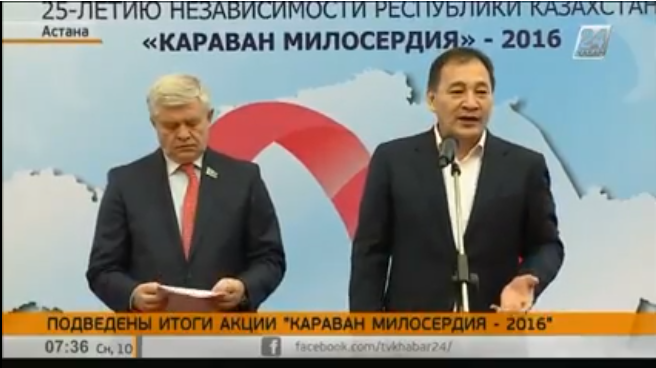 25-ЛЕТИЮ НЕЗАВИСИМОСТИ РЕСПУБЛИКИ КАЗАХСТАН
«КАРАВАН МИЛОСЕРДИЯ» - 2016
Астана
24
ПОДВЕДЕНЫ ИТОГИ АКЦИИ "КАРАВАН МИЛОСЕРДИЯ - 2016"
07:36 Сн, 10
facebook.com/tvkhabar24/